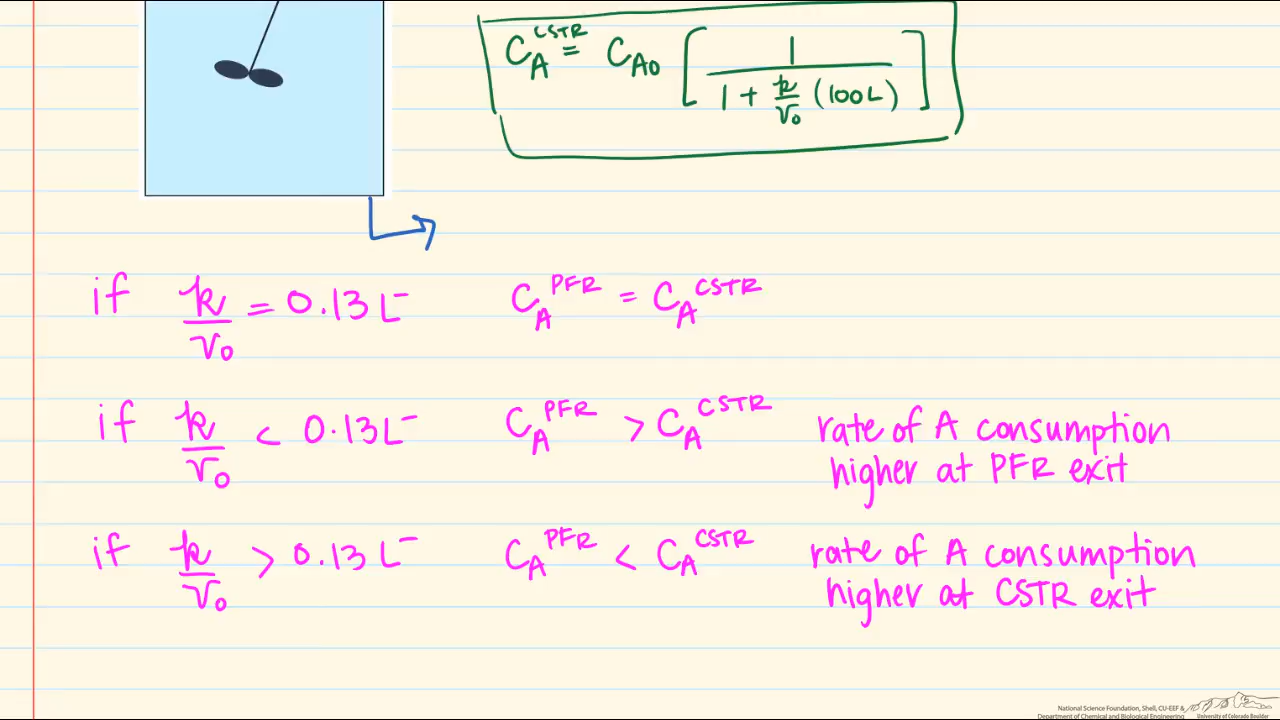 C_A^CSTR = C_A0 [ 1 / (1 + k/v₀ (100L)) ]
if k/v₀ = 0.13 L⁻ C_A^PFR = C_A^CSTR
if k/v₀ < 0.13 L⁻ C_A^PFR > C_A^CSTR rate of A consumption
higher at PFR exit
if k/v₀ > 0.13 L⁻ C_A^PFR < C_A^CSTR rate of A consumption
higher at CSTR exit
National Science Foundation, Shell, CU-EEF &
Department of Chemical and Biological Engineering
University of Colorado Boulder